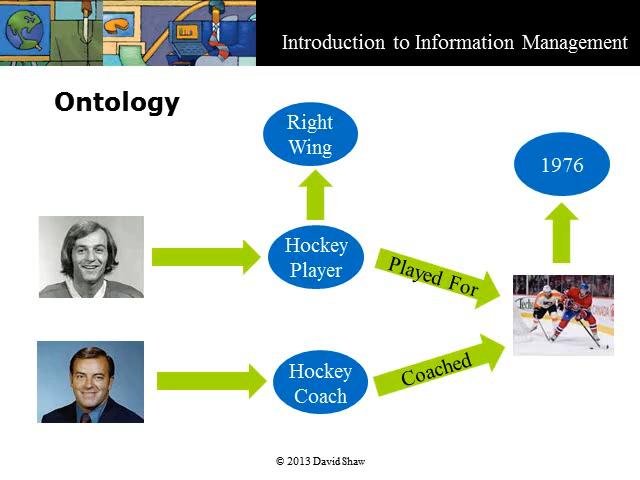 Introduction to Information Management
Ontology
Right
Wing
1976
Hockey
Player
Played For
Hockey
Coach
Coached
© 2013 David Shaw